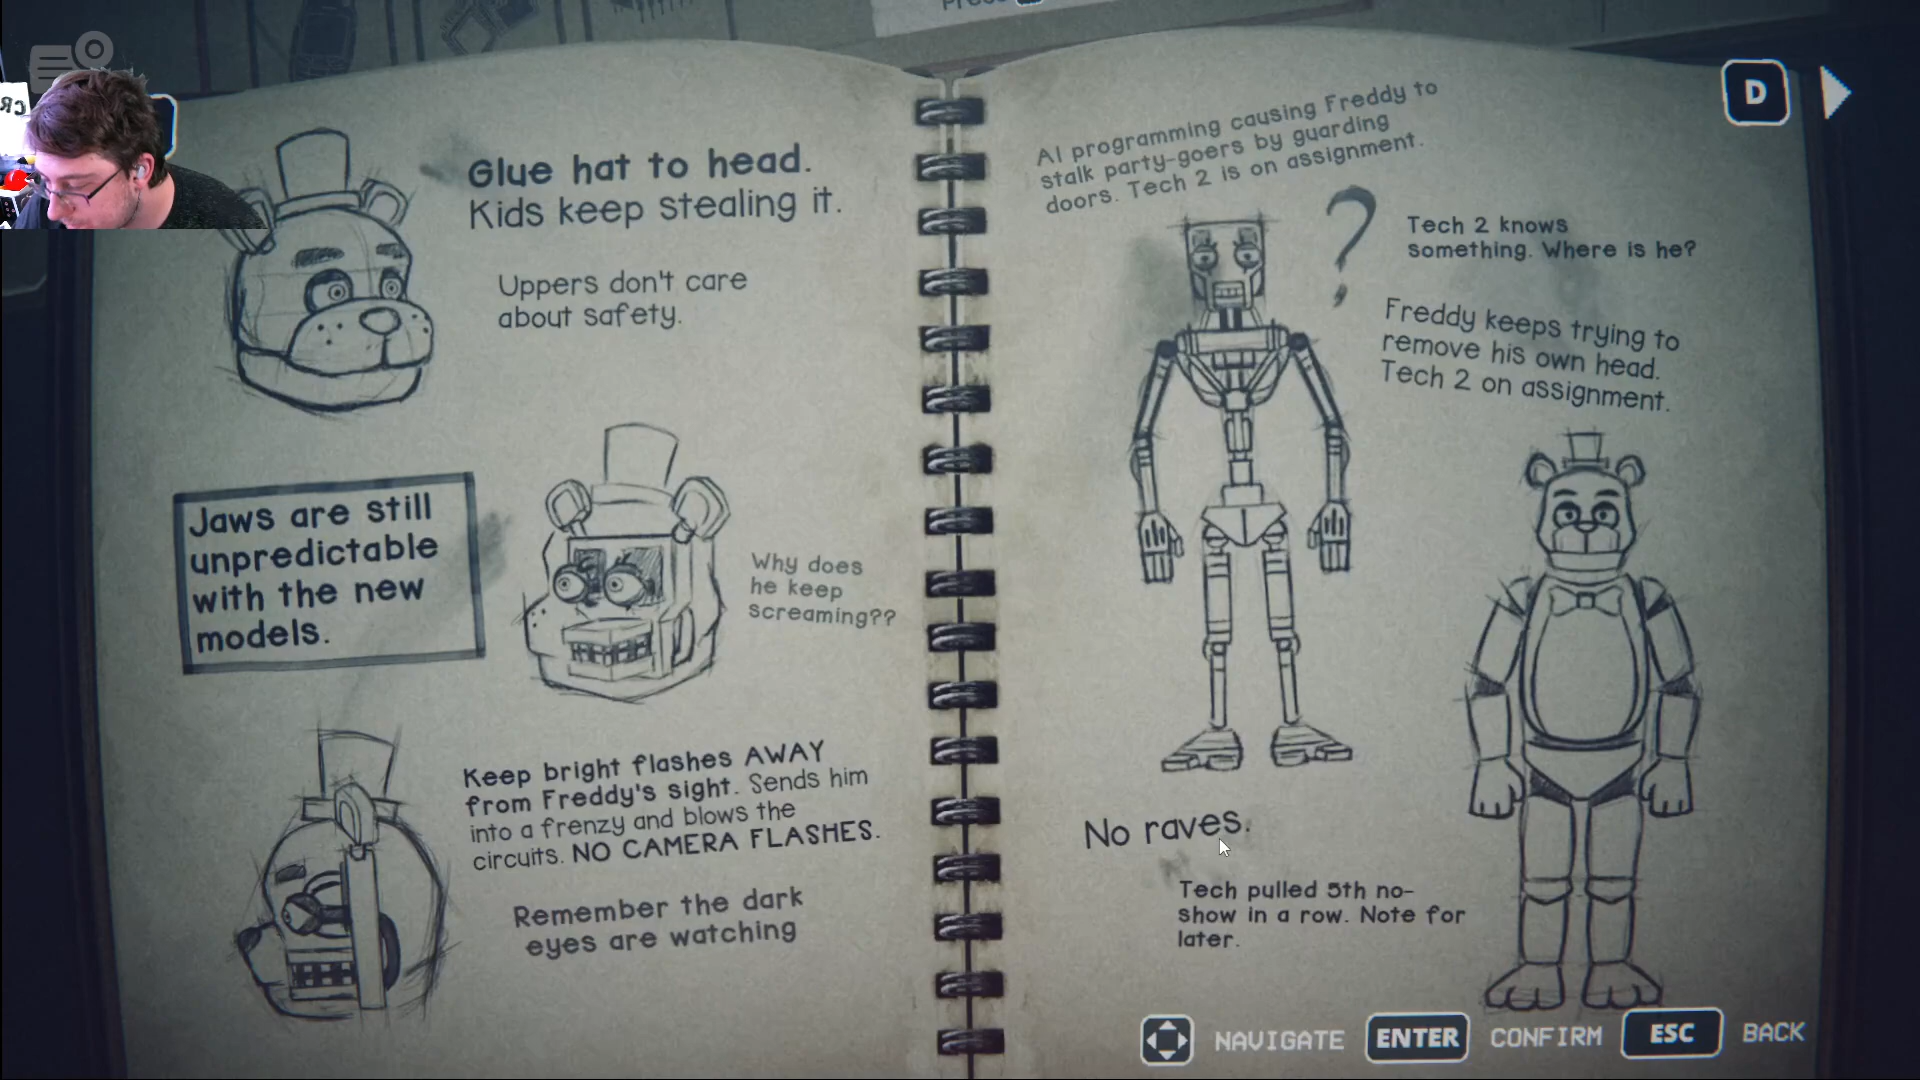 D
Glue hat to head.
Kids keep stealing it.
Uppers don't care
about safety.
Jaws are still
unpredictable
with the new
models.
Why does
he keep
screaming??
Keep bright flashes AWAY
from Freddy's sight. Sends him
into a frenzy and blows the
circuits. NO CAMERA FLASHES.
Remember the dark
eyes are watching
AI programming causing Freddy to
stalk party-goers by guarding
doors. Tech 2 is on assignment.
?
Tech 2 knows
something. Where is he?
Freddy keeps trying to
remove his own head.
Tech 2 on assignment.
No raves.
Tech pulled 5th no-
show in a row. Note for
later.
NAVIGATE ENTER CONFIRM ESC BACK